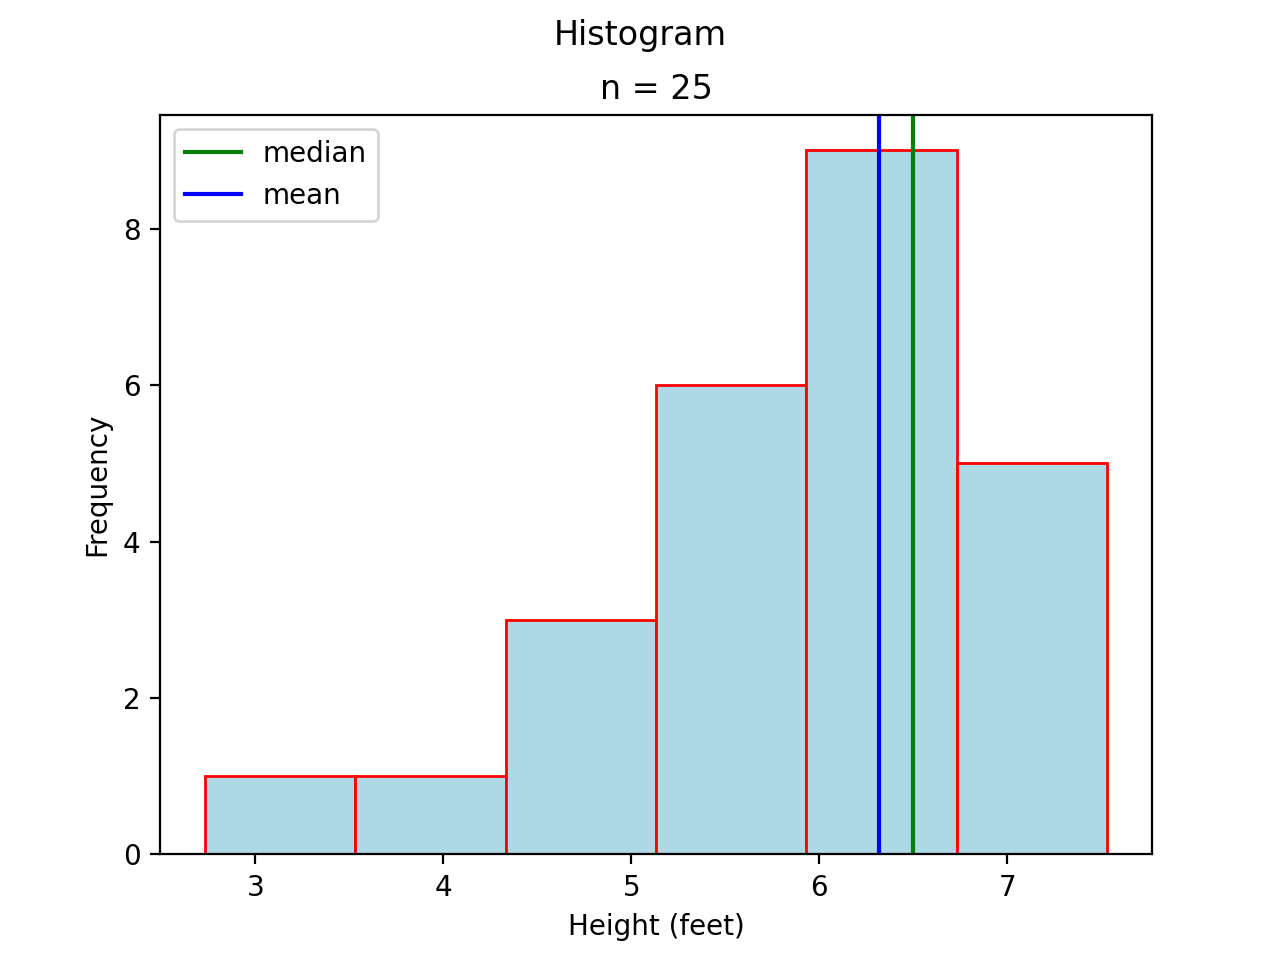 Histogram
n = 25
median
mean
8
6
4
2
0
Frequency
3 4 5 6 7
Height (feet)